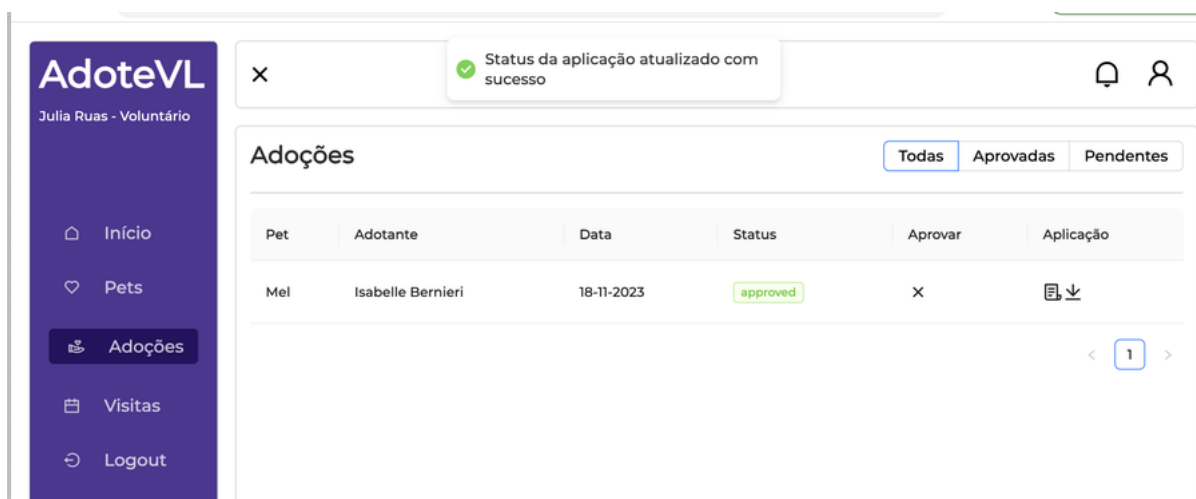 AdoteVL
Julia Ruas - Voluntário
Início
Pets
Adoções
Visitas
Logout
Status da aplicação atualizado com
sucesso
Adoções
Todas Aprovadas Pendentes
Pet Adotante Data Status Aprovar Aplicação
Mel Isabelle Bernieri 18-11-2023 approved
1